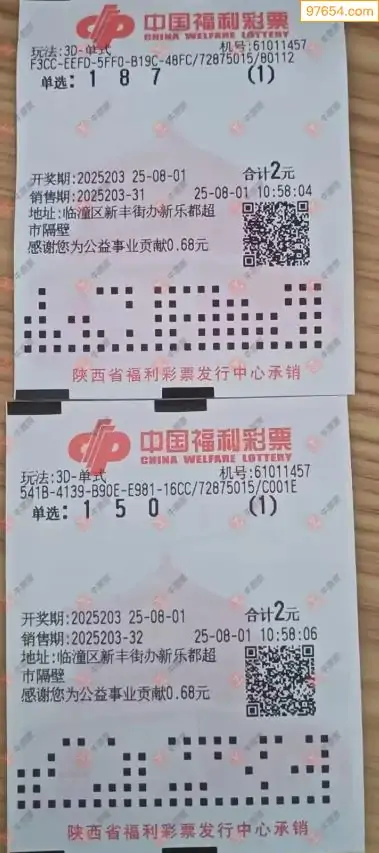 97654.com
中国福利彩票
CHINA WELFARE LOTTERY
玩法:3D-单式 机号:61011457
F3CC-EEFD-5FF0-B19C-48FC/72875015/80112
单选: 1 8 7 (1)
开奖期:2025203 25-08-01 合计2元
销售期:2025203-31 25-08-01 10:58:04
地址:临潼区新丰街办新乐都超
市隔壁
感谢您为公益事业贡献0.68元
陕西省福利彩票发行中心承销
中国福利彩票
CHINA WELFARE LOTTERY
玩法:3D-单式 机号:61011457
541B-4139-B90E-E981-16CC/72875015/C001E
单选: 1 5 0 (1)
开奖期:2025203 25-08-01 合计2元
销售期:2025203-32 25-08-01 10:58:06
地址:临潼区新丰街办新乐都超
市隔壁
感谢您为公益事业贡献0.68元
陕西省福利彩票发行中心承销